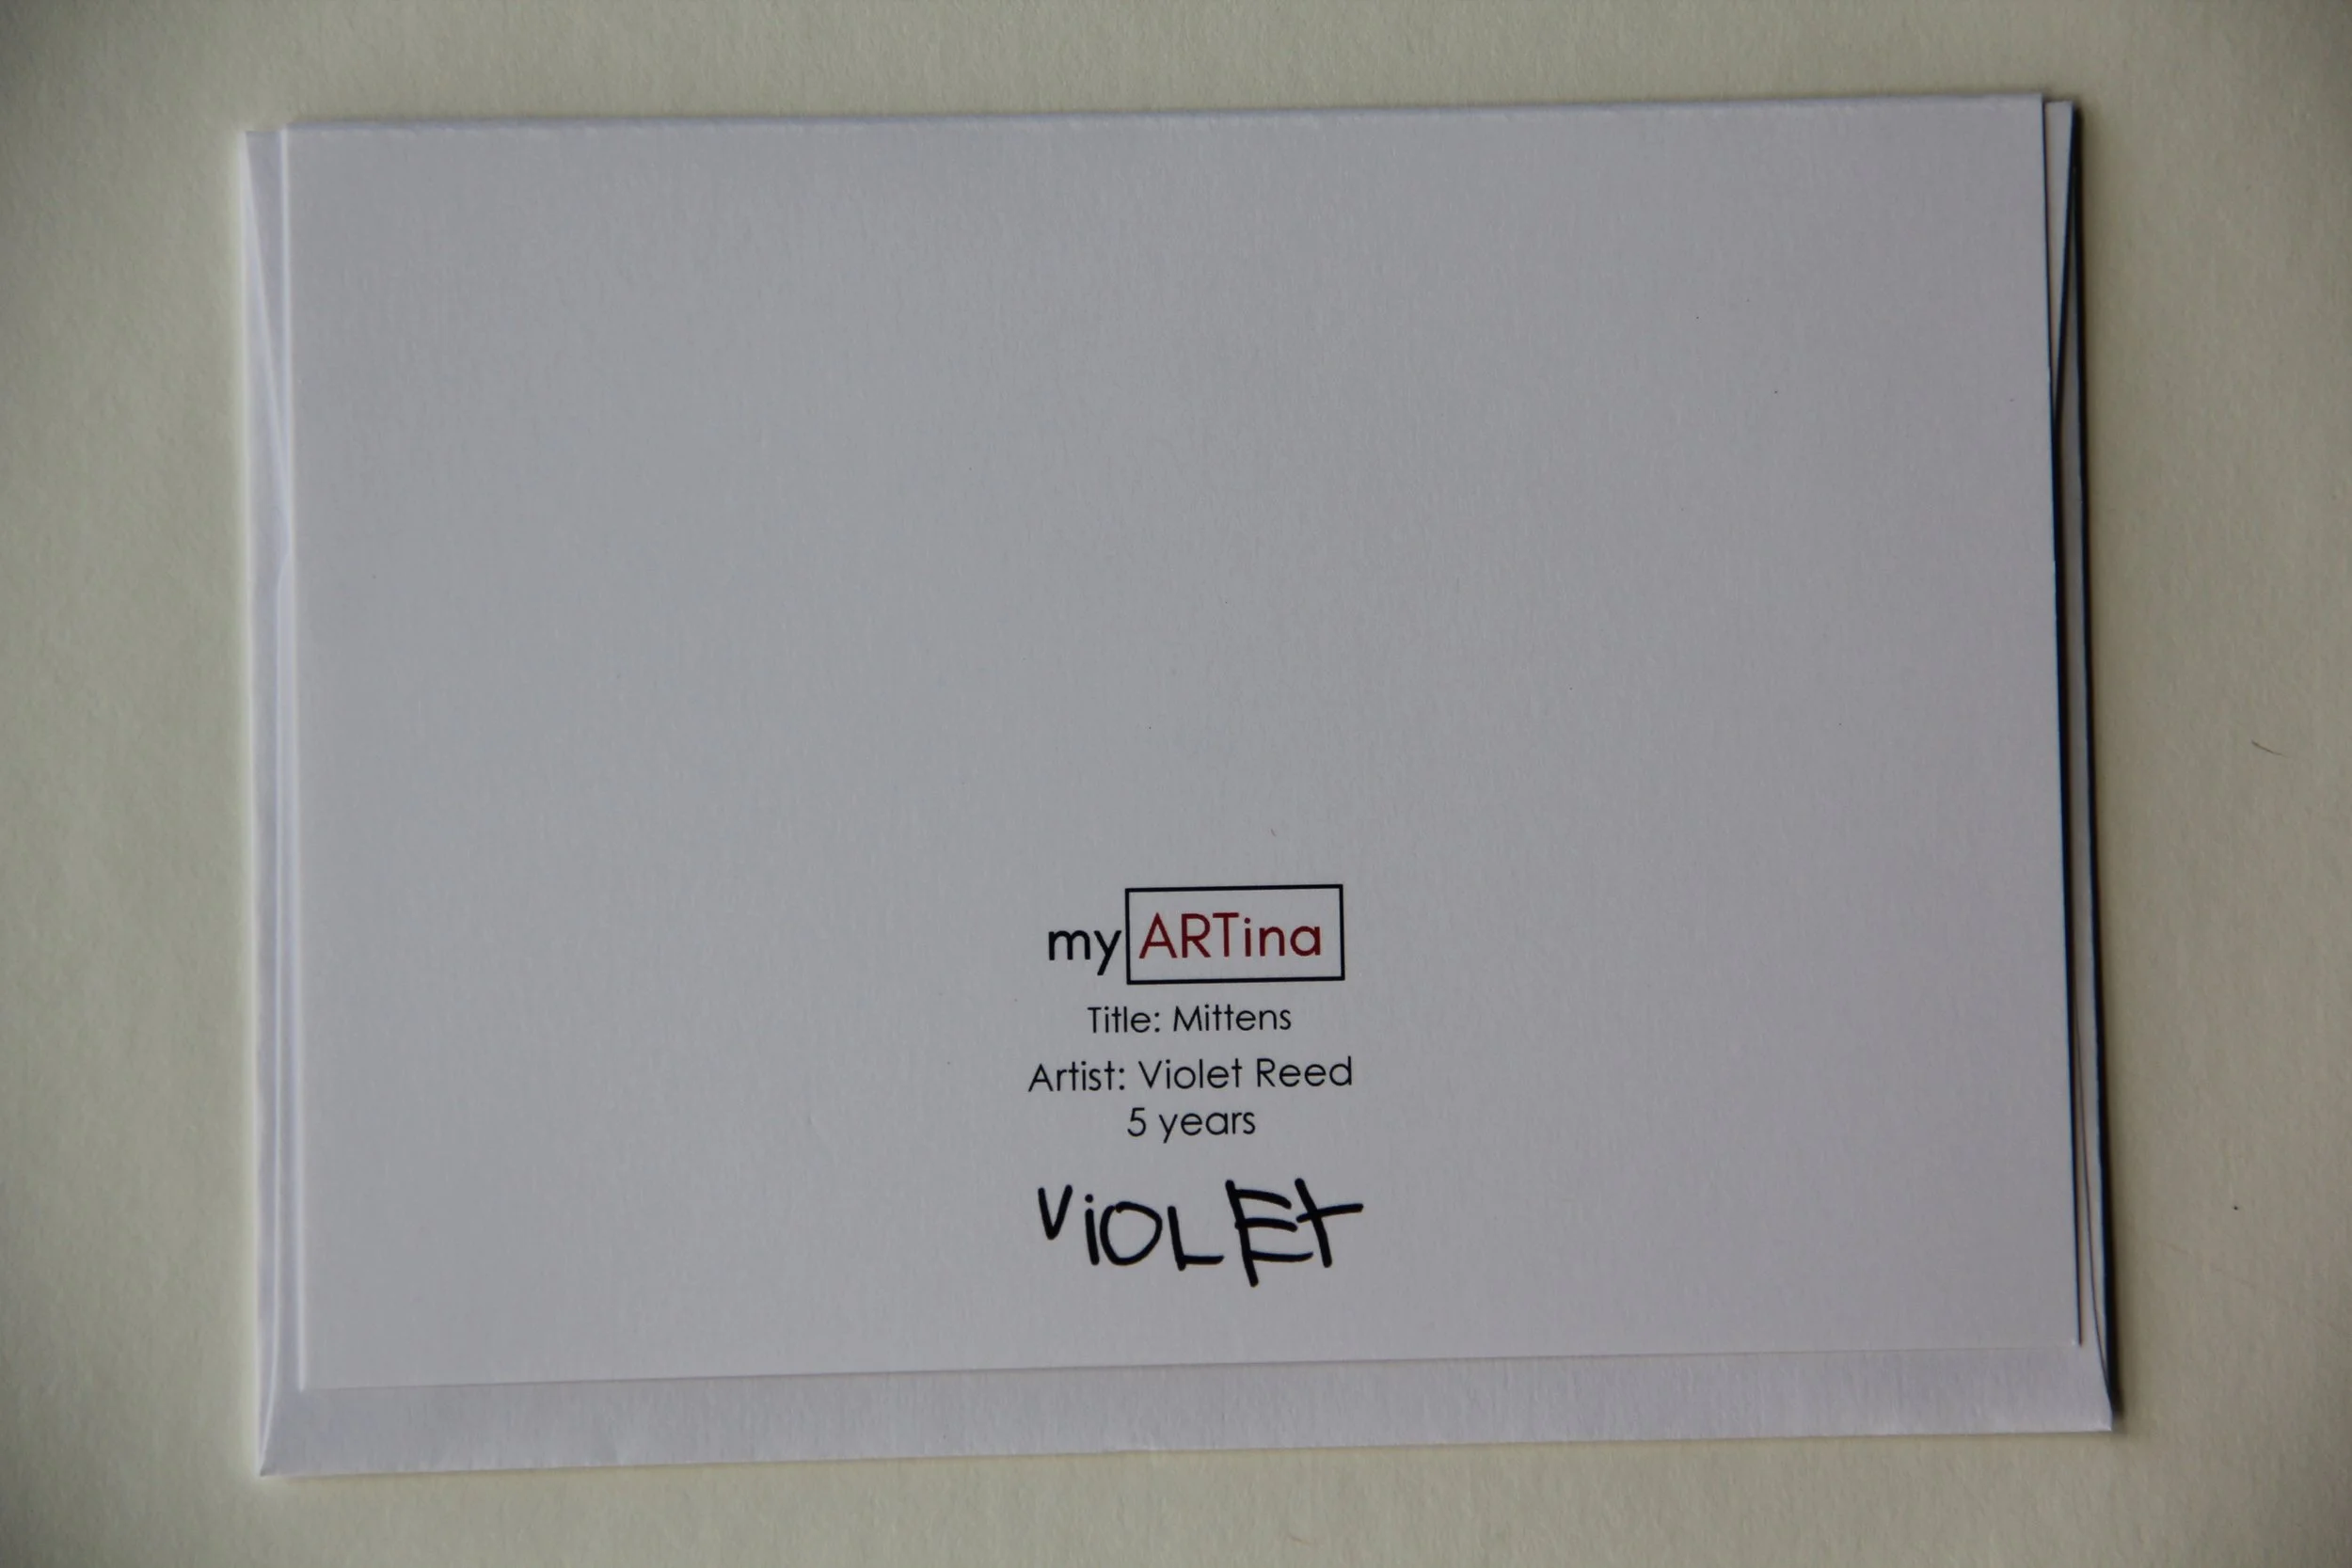 my ARTina
Title: Mittens
Artist: Violet Reed
5 years
ViOLEt